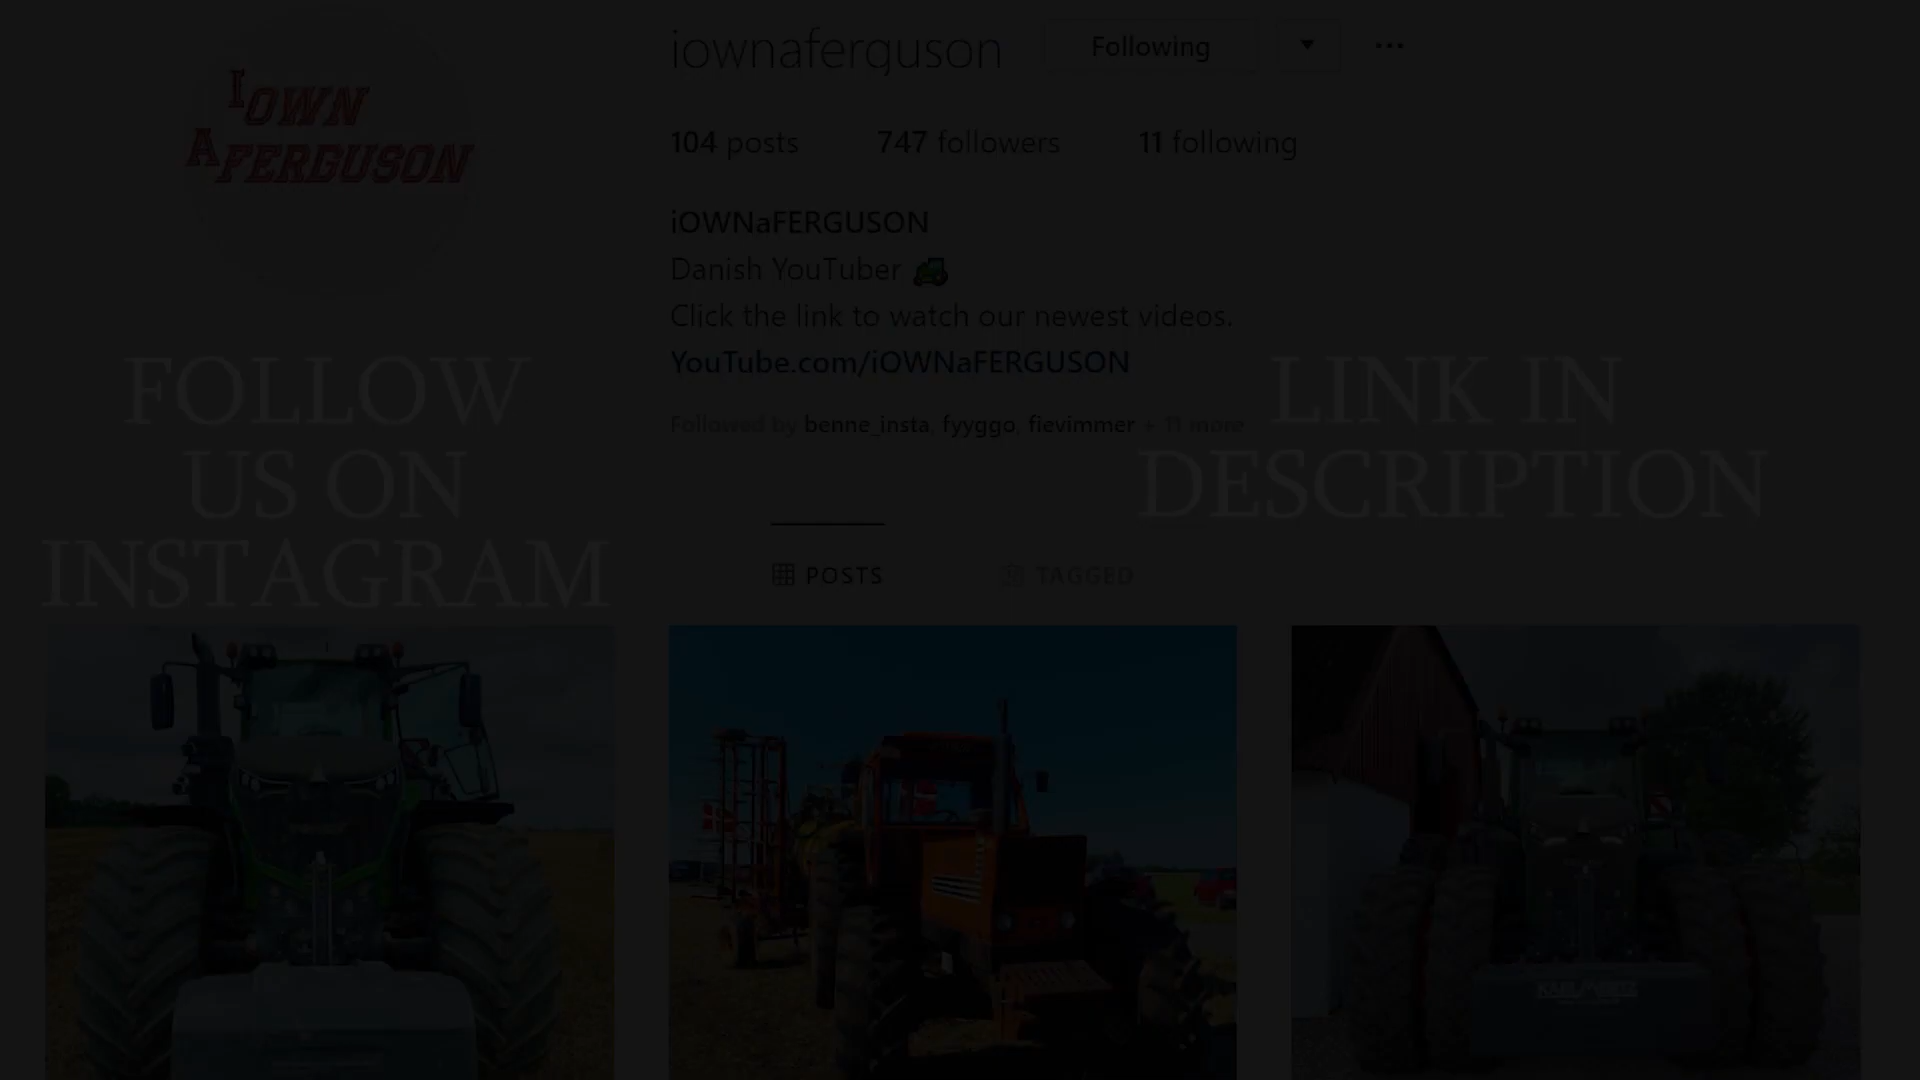 iownaferguson Following ...
I OWN
A FERGUSON
104 posts 747 followers 11 following
iOWNaFERGUSON
Danish YouTuber
Click the link to watch our newest videos.
YouTube.com/iOWNaFERGUSON
Followed by benne_insta, fyyggo, fievimmer + 11 more
FOLLOW
US ON
INSTAGRAM
LINK IN
DESCRIPTION
POSTS TAGGED